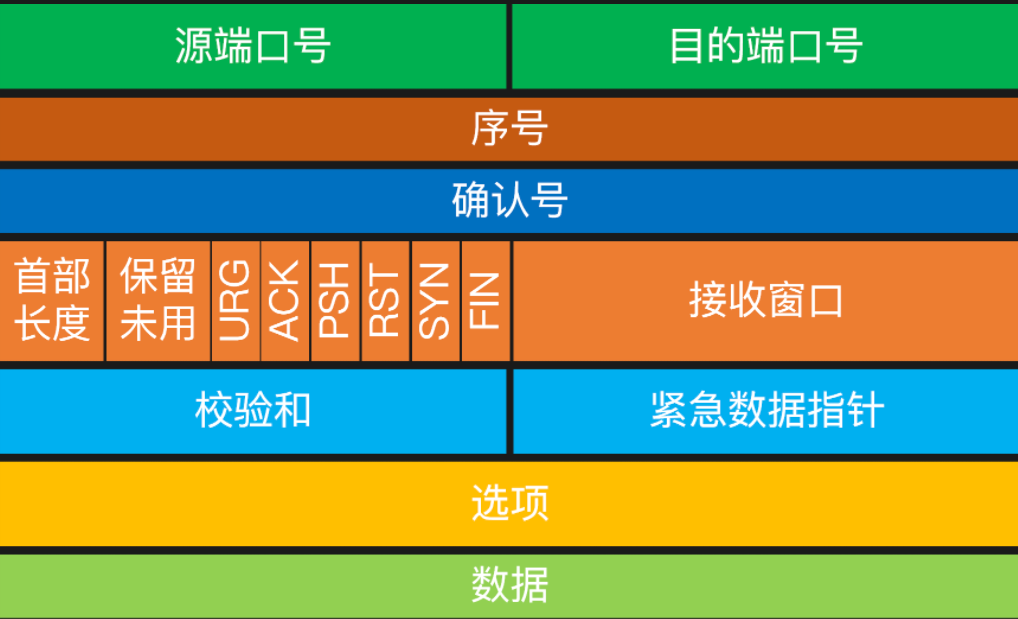 源端口号 目的端口号
序号
确认号
首部 保留
长度 未用 URG ACK PSH RST SYN FIN 接收窗口
校验和 紧急数据指针
选项
数据